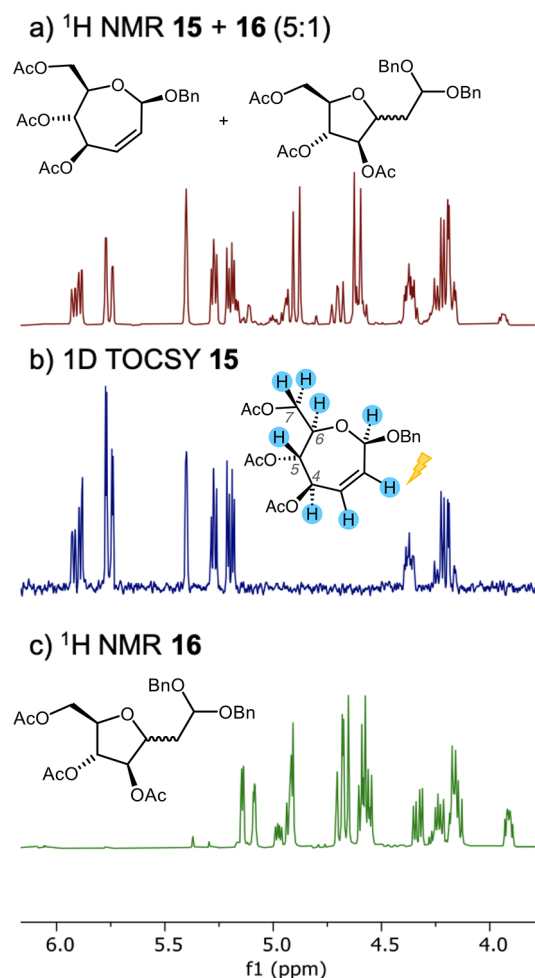 a) ¹H NMR 15 + 16 (5:1)
AcO
O
OBn
AcO
AcO
+
BnO
OBn
AcO
O
AcO
OAc
b) 1D TOCSY 15
H
H
H
H
AcO
7
O
OBn
H
6
AcO
5
4
H
AcO
H
H
c) ¹H NMR 16
BnO
OBn
AcO
O
AcO
OAc
6.0 5.5 5.0 4.5 4.0
f1 (ppm)